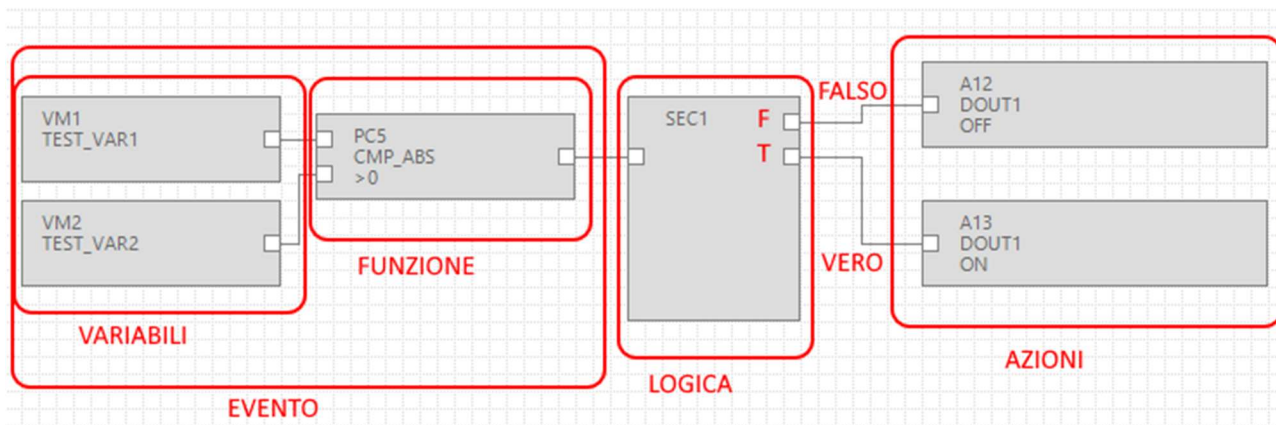 VM1
TEST_VAR1
VM2
TEST_VAR2
VARIABILI
PC5
CMP_ABS
>0
FUNZIONE
EVENTO
SEC1
F
T
LOGICA
FALSO
VERO
A12
DOUT1
OFF
A13
DOUT1
ON
AZIONI